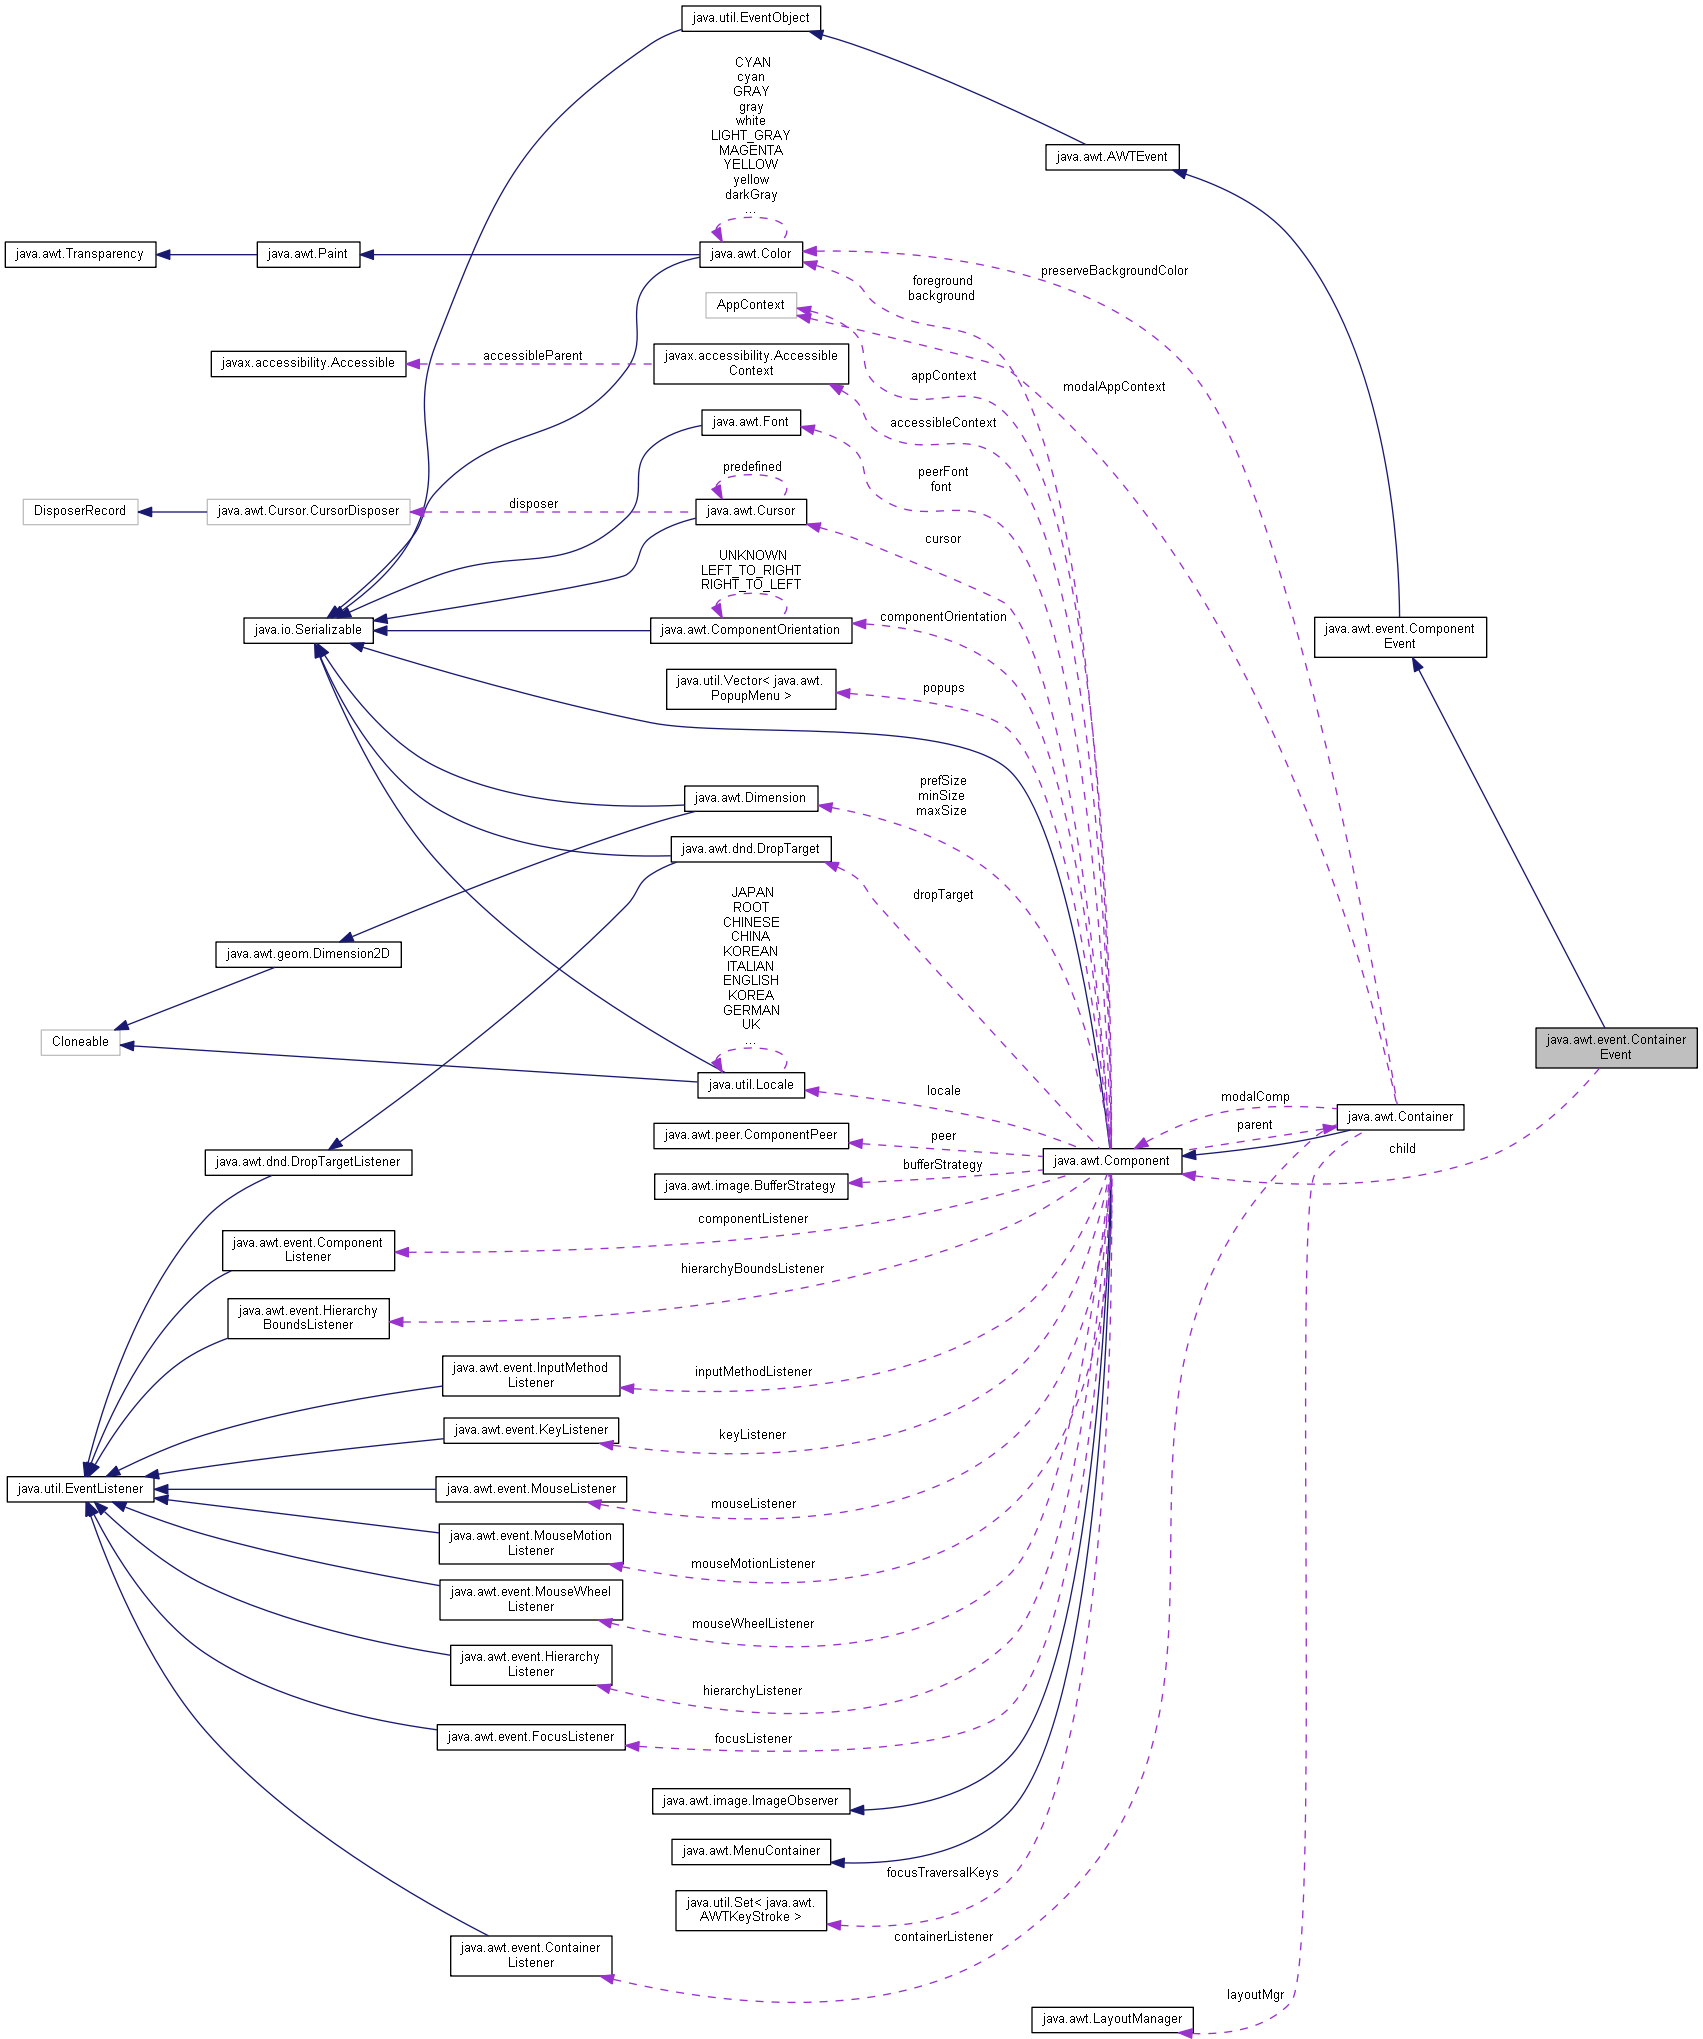 java.util.EventObject
CYAN
cyan
GRAY
gray
white
LIGHT_GRAY
MAGENTA
YELLOW
yellow
darkGray
...
java.awt.AWTEvent
java.awt.Transparency
java.awt.Paint
java.awt.Color
preserveBackgroundColor
foreground
background
AppContext
javax.accessibility.Accessible
accessibleParent
javax.accessibility.Accessible
Context
appContext
modalAppContext
java.awt.Font
accessibleContext
predefined
peerFont
font
DisposerRecord
java.awt.Cursor.CursorDisposer
disposer
java.awt.Cursor
cursor
UNKNOWN
LEFT_TO_RIGHT
RIGHT_TO_LEFT
java.io.Serializable
java.awt.ComponentOrientation
componentOrientation
java.awt.event.Component
Event
java.util.Vector< java.awt.
PopupMenu >
popups
java.awt.Dimension
prefSize
minSize
maxSize
java.awt.dnd.DropTarget
dropTarget
JAPAN
ROOT
CHINESE
CHINA
KOREAN
ITALIAN
ENGLISH
KOREA
GERMAN
UK
...
java.awt.geom.Dimension2D
Cloneable
java.util.Locale
locale
java.awt.event.Container
Event
modalComp
parent
java.awt.Container
java.awt.peer.ComponentPeer
peer
child
java.awt.dnd.DropTargetListener
java.awt.image.BufferStrategy
bufferStrategy
java.awt.Component
componentListener
java.awt.event.Component
Listener
hierarchyBoundsListener
java.awt.event.Hierarchy
BoundsListener
java.awt.event.InputMethod
Listener
inputMethodListener
java.awt.event.KeyListener
keyListener
java.util.EventListener
java.awt.event.MouseListener
mouseListener
java.awt.event.MouseMotion
Listener
mouseMotionListener
java.awt.event.MouseWheel
Listener
mouseWheelListener
java.awt.event.Hierarchy
Listener
hierarchyListener
java.awt.event.FocusListener
focusListener
java.awt.image.ImageObserver
java.awt.MenuContainer
focusTraversalKeys
java.util.Set< java.awt.
AWTKeyStroke >
containerListener
java.awt.event.Container
Listener
layoutMgr
java.awt.LayoutManager